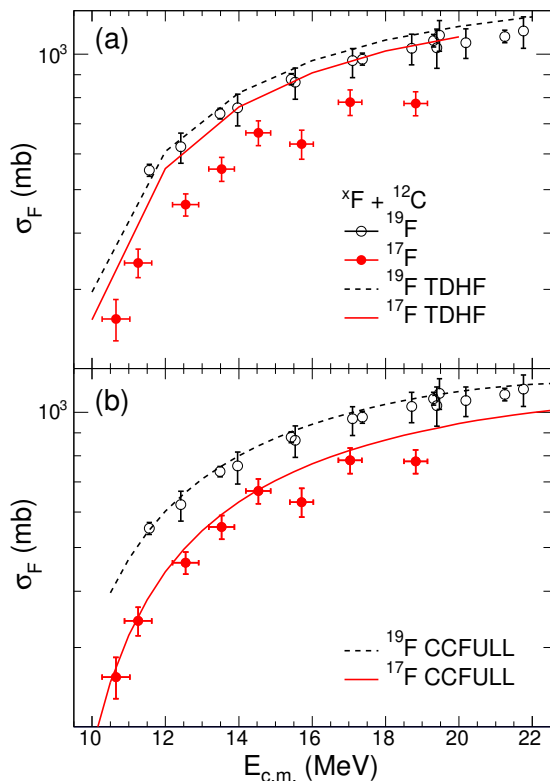 (a)
10³
σF (mb)
ˣF + ¹²C
¹⁹F
¹⁷F
¹⁹F TDHF
¹⁷F TDHF
(b)
10³
σF (mb)
¹⁹F CCFULL
¹⁷F CCFULL
10 12 14 16 18 20 22
Ec.m. (MeV)